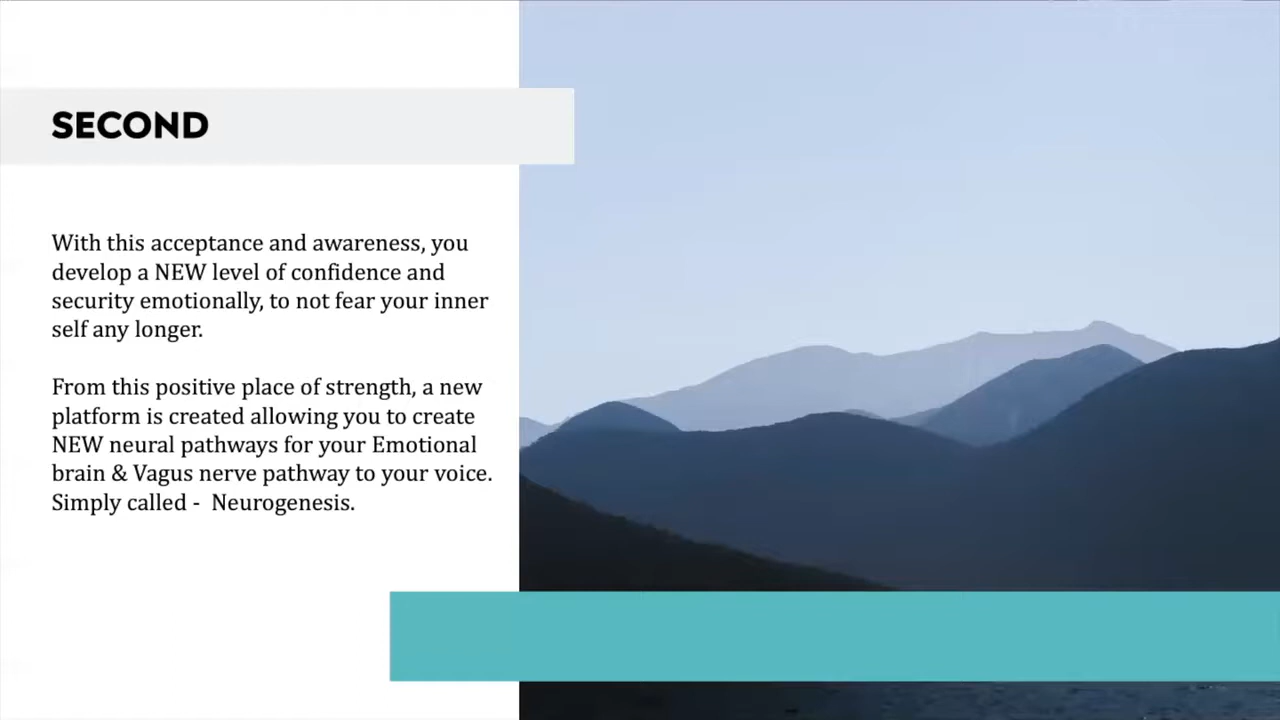 SECOND
With this acceptance and awareness, you
develop a NEW level of confidence and
security emotionally, to not fear your inner
self any longer.
From this positive place of strength, a new
platform is created allowing you to create
NEW neural pathways for your Emotional
brain & Vagus nerve pathway to your voice.
Simply called -  Neurogenesis.